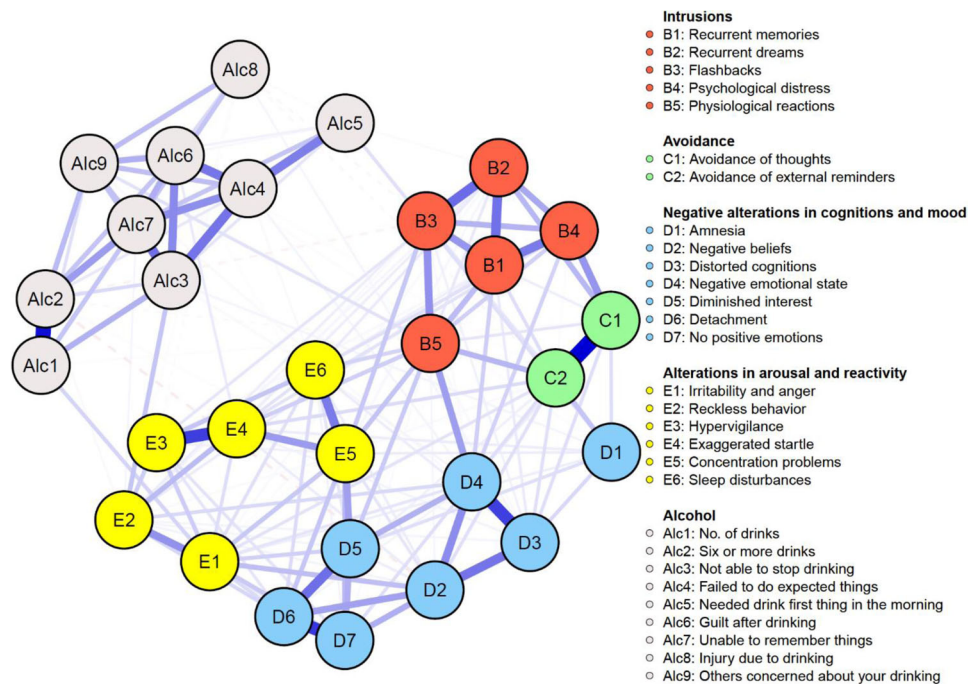 Intrusions
B1: Recurrent memories
B2: Recurrent dreams
B3: Flashbacks
B4: Psychological distress
B5: Physiological reactions
Avoidance
C1: Avoidance of thoughts
C2: Avoidance of external reminders
Negative alterations in cognitions and mood
D1: Amnesia
D2: Negative beliefs
D3: Distorted cognitions
D4: Negative emotional state
D5: Diminished interest
D6: Detachment
D7: No positive emotions
Alterations in arousal and reactivity
E1: Irritability and anger
E2: Reckless behavior
E3: Hypervigilance
E4: Exaggerated startle
E5: Concentration problems
E6: Sleep disturbances
Alcohol
Alc1: No. of drinks
Alc2: Six or more drinks
Alc3: Not able to stop drinking
Alc4: Failed to do expected things
Alc5: Needed drink first thing in the morning
Alc6: Guilt after drinking
Alc7: Unable to remember things
Alc8: Injury due to drinking
Alc9: Others concerned about your drinking
Alc8
Alc5
Alc9
Alc6
Alc4
Alc7
Alc3
Alc2
Alc1
B2
B3
B4
B1
B5
C1
C2
E6
E3
E4
E5
E2
E1
D1
D4
D3
D5
D2
D6
D7